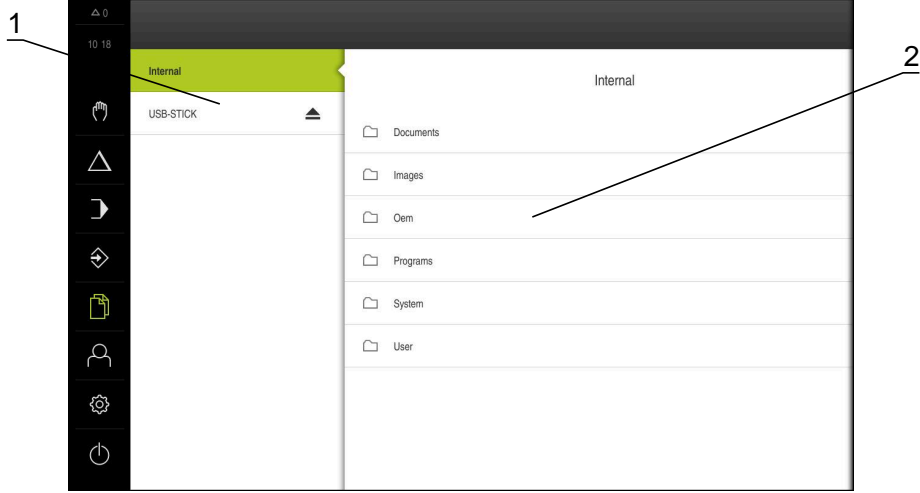 1
0
10 18
2
Internal
USB-STICK
Internal
Documents
Images
Oem
Programs
System
User